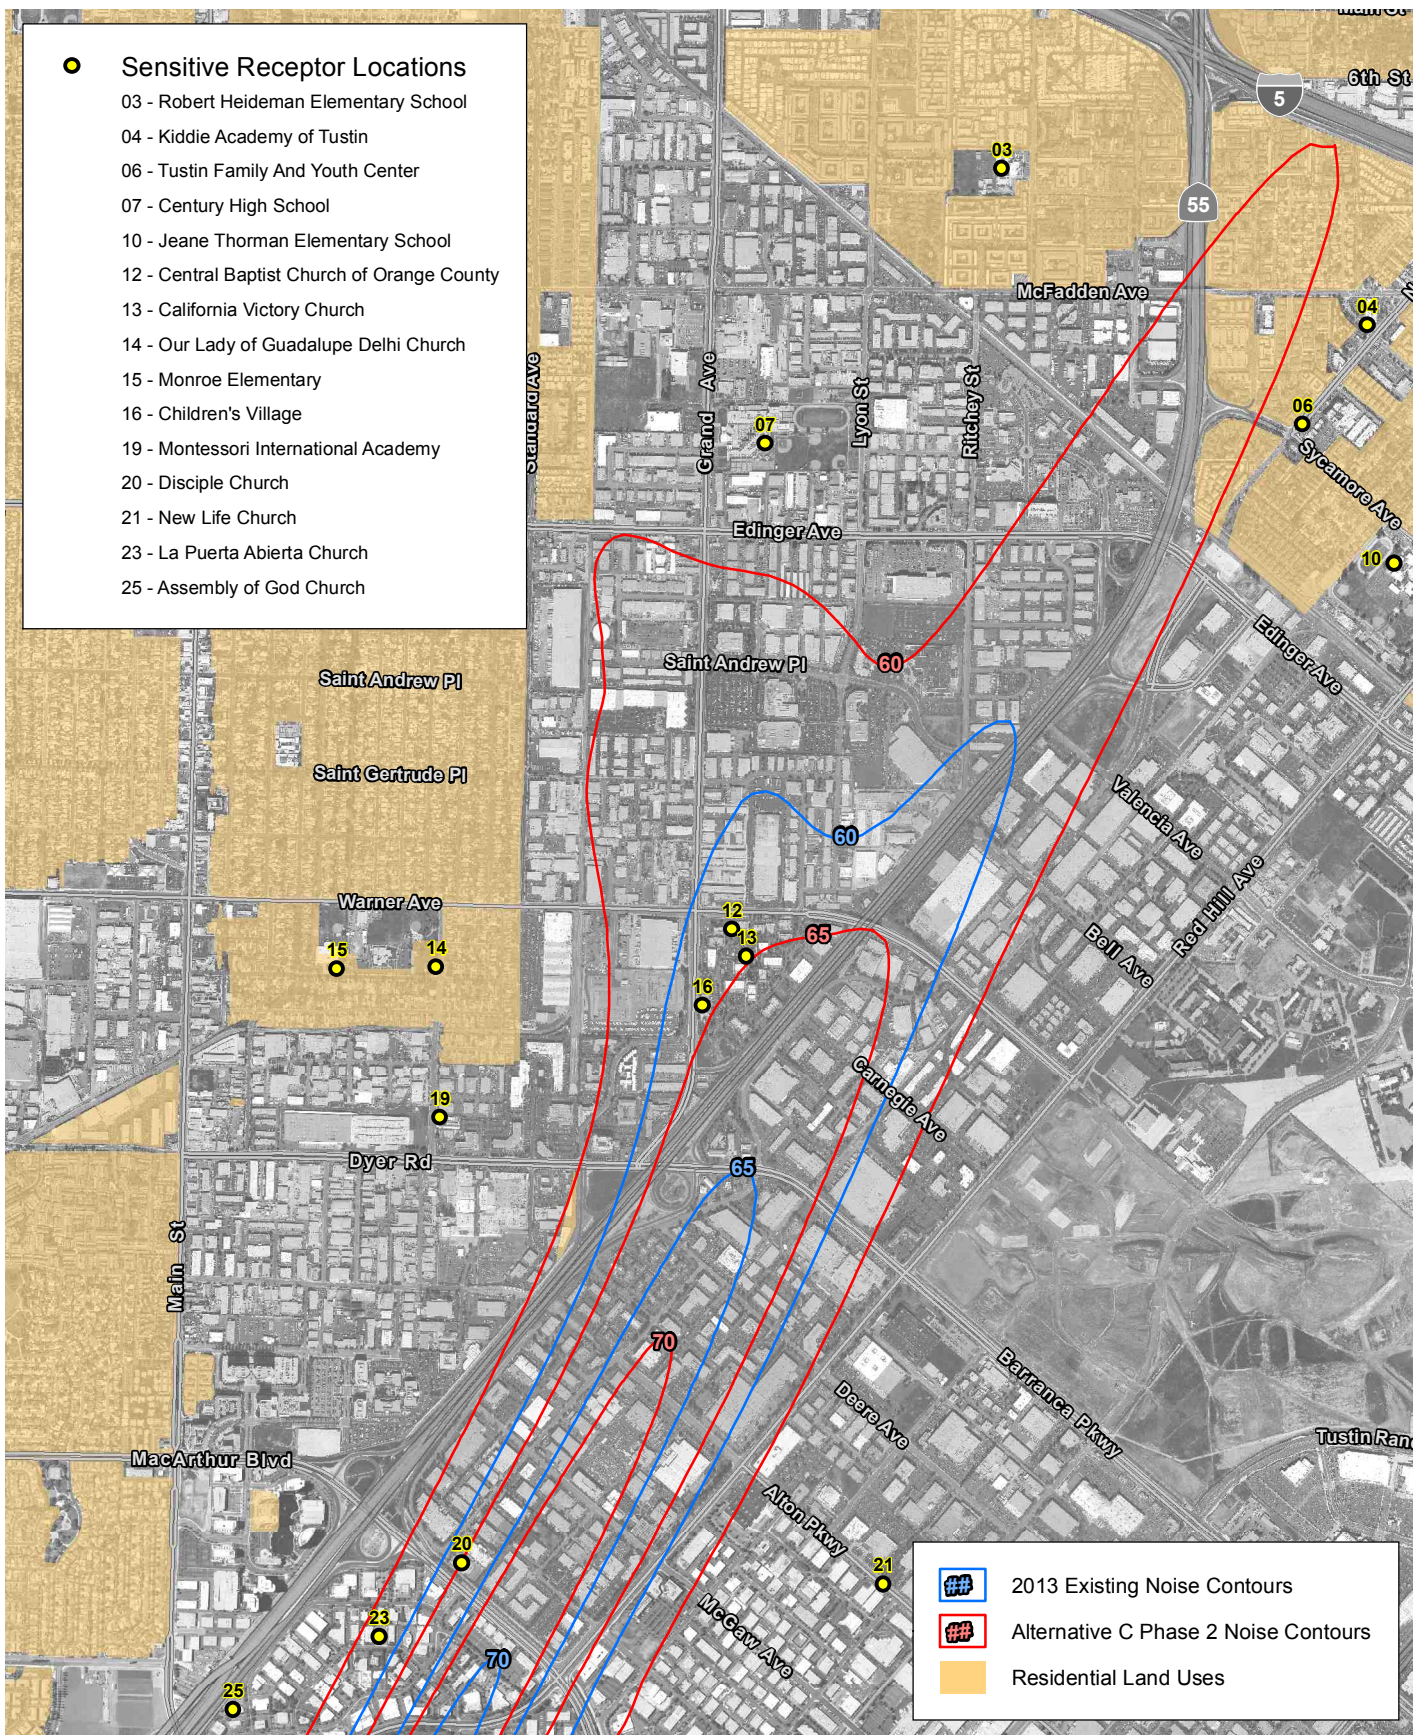 Sensitive Receptor Locations
03 - Robert Heideman Elementary School
04 - Kiddie Academy of Tustin
06 - Tustin Family And Youth Center
07 - Century High School
10 - Jeane Thorman Elementary School
12 - Central Baptist Church of Orange County
13 - California Victory Church
14 - Our Lady of Guadalupe Delhi Church
15 - Monroe Elementary
16 - Children's Village
19 - Montessori International Academy
20 - Disciple Church
21 - New Life Church
23 - La Puerta Abierta Church
25 - Assembly of God Church
Main St
6th St
5
03
55
McFadden Ave
04
Standard Ave
Grand Ave
Lyon St
Ritchey St
06
07
Sycamore Ave
Edinger Ave
10
Edinger Ave
Saint Andrew Pl
Saint Andrew Pl
60
Saint Gertrude Pl
Valencia Ave
60
Red Hill Ave
Warner Ave
12
65
13
Bell Ave
15
14
16
Carnegie Ave
19
Dyer Rd
65
Main St
70
Barranca Pkwy
Deere Ave
MacArthur Blvd
Tustin Ran
Alton Pkwy
20
21
McGaw Ave
23
70
25
## 2013 Existing Noise Contours
## Alternative C Phase 2 Noise Contours
Residential Land Uses